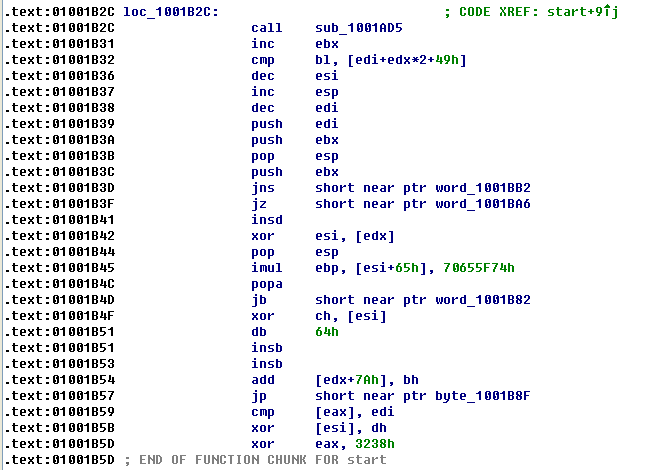 .text:01001B2C loc_1001B2C: ; CODE XREF: start+9îj
.text:01001B2C call sub_1001AD5
.text:01001B31 inc ebx
.text:01001B32 cmp bl, [edi+edx*2+49h]
.text:01001B36 dec esi
.text:01001B37 inc esp
.text:01001B38 dec edi
.text:01001B39 push edi
.text:01001B3A push ebx
.text:01001B3B pop esp
.text:01001B3C push ebx
.text:01001B3D jns short near ptr word_1001BB2
.text:01001B3F jz short near ptr word_1001BA6
.text:01001B41 insd
.text:01001B42 xor esi, [edx]
.text:01001B44 pop esp
.text:01001B45 imul ebp, [esi+65h], 70655F74h
.text:01001B4C popa
.text:01001B4D jb short near ptr word_1001B82
.text:01001B4F xor ch, [esi]
.text:01001B51 db 64h
.text:01001B51 insb
.text:01001B53 insb
.text:01001B54 add [edx+7Ah], bh
.text:01001B57 jp short near ptr byte_1001B8F
.text:01001B59 cmp [eax], edi
.text:01001B5B xor [esi], dh
.text:01001B5D xor eax, 3238h
.text:01001B5D ; END OF FUNCTION CHUNK FOR start